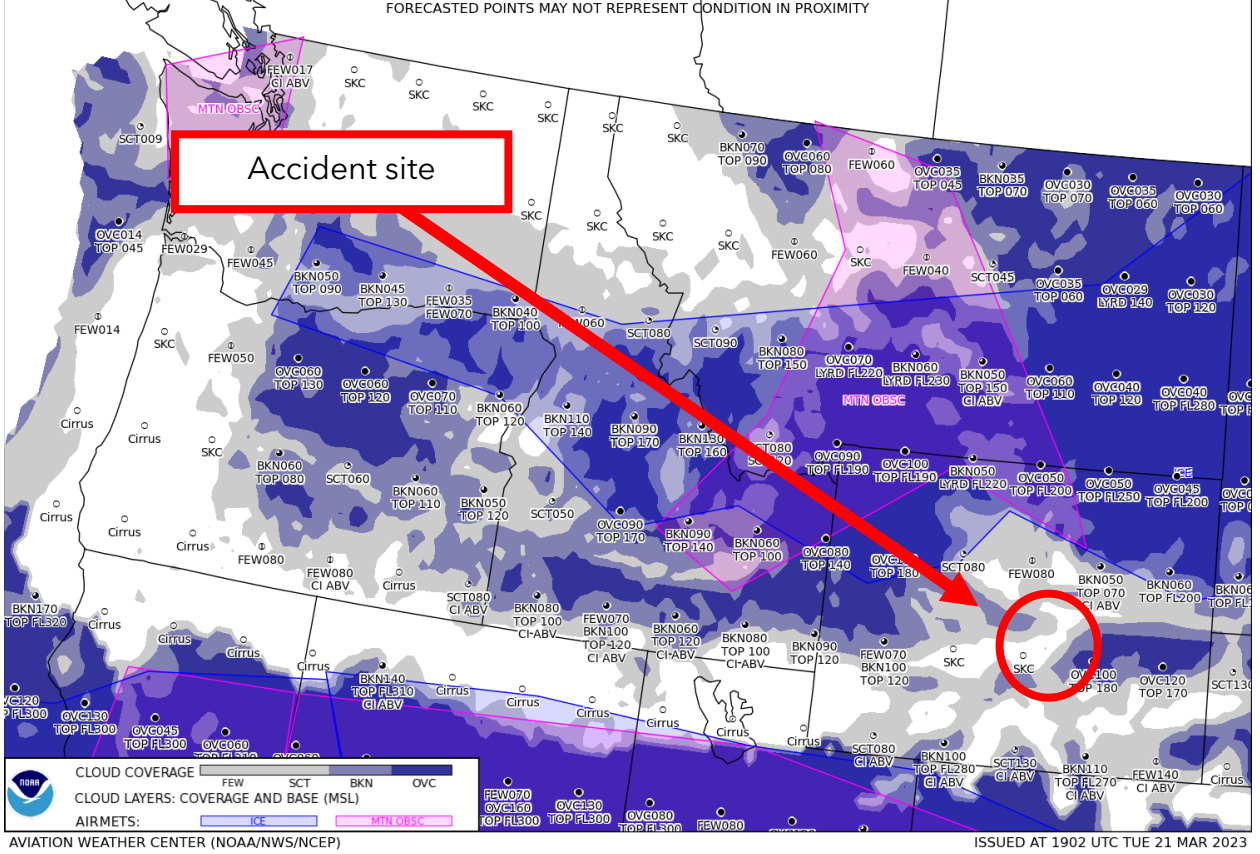 FORECASTED POINTS MAY NOT REPRESENT CONDITION IN PROXIMITY
FEW017
CI ABV
SKC
SKC
SKC
SKC
SKC
SKC
MTN OBSC
SCT009
BKN070
TOP 090
OVC060
TOP 080
FEW060
OVC035
TOP 045
BKN035
TOP 070
OVC030
TOP 070
OVC035
TOP 060
OVC030
TOP 060
Accident site
OVC014
TOP 045
FEW029
FEW045
SKC
SKC
SKC
SKC
FEW060
SKC
FEW040
SCT045
OVC035
TOP 060
OVC029
LYRD 140
OVC030
TOP 120
BKN050
TOP 090
BKN045
TOP 130
FEW035
FEW070
BKN040
TOP 100
FEW014
SKC
FEW050
SCT080
SCT090
BKN080
TOP 150
OVC070
LYRD FL220
BKN060
LYRD FL230
BKN050
TOP 150
CI ABV
OVC060
TOP 110
OVC040
TOP 120
OVC040
TOP FL280
OVC060
TOP 130
OVC060
TOP 120
OVC070
TOP 110
BKN060
TOP 120
BKN110
TOP 140
BKN090
TOP 170
BKN130
TOP 160
MTN OBSC
Cirrus
Cirrus
SKC
BKN060
TOP 080
SCT060
BKN060
TOP 110
BKN050
TOP 120
SCT050
OVC090
TOP 170
BKN090
TOP 140
BKN060
TOP 100
OVC080
TOP 140
OVC090
TOP FL190
OVC100
TOP FL190
BKN050
LYRD FL220
OVC050
TOP FL200
OVC050
TOP FL250
ICE
OVC045
TOP FL200
Cirrus
Cirrus
Cirrus
FEW080
FEW080
CI ABV
Cirrus
SCT080
CI ABV
BKN080
TOP 100
CI ABV
FEW070
BKN100
TOP 120
CI ABV
BKN060
TOP 120
CI ABV
BKN080
TOP 100
CI ABV
BKN090
TOP 120
FEW070
BKN100
TOP 120
TOP 180
SCT080
FEW080
BKN050
TOP 070
CI ABV
BKN060
TOP FL200
SKC
SKC
OVC100
TOP 180
OVC120
TOP 170
SCT130
BKN170
TOP FL320
Cirrus
Cirrus
Cirrus
Cirrus
BKN140
TOP FL310
CI ABV
Cirrus
Cirrus
Cirrus
Cirrus
Cirrus
Cirrus
SCT080
CI ABV
BKN100
TOP FL280
CI ABV
SCT130
CI ABV
BKN110
TOP FL270
CI ABV
FEW140
CI ABV
Cirrus
OVC130
TOP FL300
OVC045
TOP FL300
OVC060
FEW070
OVC160
TOP FL300
OVC130
TOP FL300
OVC080
TOP FL300
FEW080
NOAA
CLOUD COVERAGE
FEW SCT BKN OVC
CLOUD LAYERS: COVERAGE AND BASE (MSL)
AIRMETS: ICE MTN OBSC
AVIATION WEATHER CENTER (NOAA/NWS/NCEP)
ISSUED AT 1902 UTC TUE 21 MAR 2023